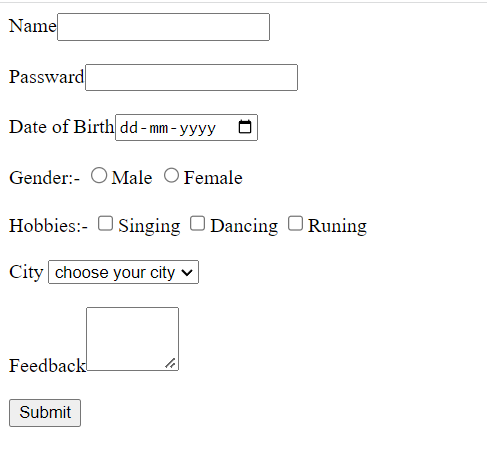 Name
Passward
Date of Birth dd-mm-yyyy
Gender:- Male Female
Hobbies:- Singing Dancing Runing
City choose your city
Feedback
Submit